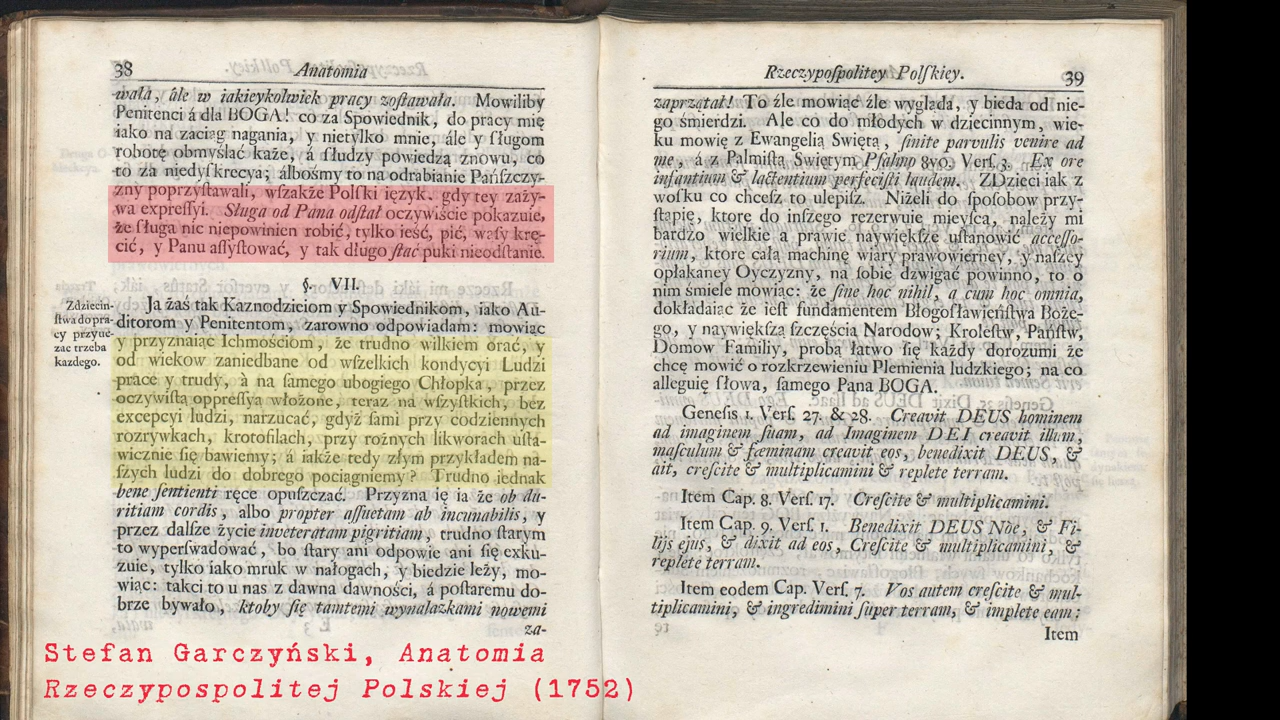 38 Anatomia
wała, ále w iakieykolwiek pracy zoſtawała. Mowiliby
Penitenci á dla BOGA! co za Spowiednik, do pracy mię
iako na zaciąg nagania, y nietylko mnie, ále y ſługom
robotę obmyſlać każe, á ſłudzy powiedzą znowu, co
to za niedyſkrecya; álboſmy to na odrabianie Pańſzczy-
zny poprzyſtawali, wſzakże Polſki ięzyk. gdy tey zaży-
wa expreſſyi. Sługa od Pana odſtał oczywiście pokazuie,
że ſługa nic niepowinien robić, tylko ieść, pić, wąſy krę-
cić, y Panu aſſyſtować, y tak długo ſtać puki nieodſtanie.
§. VII.
Zdziecin-
ſtwa do pra-
cy przyuc-
zac trzeba
kazdego.
Ja żaś tak Kaznodzieiom y Spowiednikom, iako Au-
ditorom y Penitentom, zarowno odpowiadam: mowiąc
y przyznaiąc Ichmościom, że trudno wilkiem orać, y
od wiekow zaniedbane od wſzelkich kondycyi Ludzi
pracę y trudy, à na ſamego ubogiego Chłopka, przez
oczywiſtą oppreſſyą włożone, teraz na wſzyſtkich, bez
excepcyi ludzi, narzucać, gdyż ſami przy codziennych
rozrywkach, krotofilach, przy rożnych likworach uſta-
wicznie się bawiemy; á iakże tedy złym przykładem na-
ſzych ludzi do dobrego pociągniemy? Trudno iednak
bene ſentienti ręce opuſzczać. Przyzna ię ia że ob du-
ritiam cordis, albo propter aſſuetam ab incunabilis, y
przez dalſze życie inveteratam pigritiam, trudno ſtarym
to wyperſwadować, bo ſtary ani odpowie ani się exku-
zuie, tylko iako mruk w nałogach, y biedzie leży, mo-
wiąc: takci to u nas z dawna dawności, á poſtaremu do-
brze bywało, ktoby się tamtemi wynalazkami nowemi
za-
Rzeczypoſpolitey Polſkiey. 39
zaprzątał! To źle mowiąc źle wygląda, y bieda od nie-
go śmierdzi. Ale co do młodych w dziecinnym, wie-
ku mowię z Ewangelią Świętą, ſinite parvulis venire ad
me, á z Palmiſtą Swiętym Pſalmo 8vo. Verſ. 3. Ex ore
infantium & lactentium perfeciſti laudem. ZDzieci iak z
woſku co chcesz to ulepisz. Niżeli do ſpoſobow przy-
ſtąpię, ktore do inſzego rezerwuie mieyſca, należy mi
bardzo wielkie a prawie naywiękſze uſtanowić acceſſo-
rium, ktore całą machinę wiary prawowierney, y naſzey
opłakaney Oyczyzny, na ſobie dzwigać powinno, to o
nim śmiele mowiąc: że ſine hoc nihil, a cum hoc omnia,
dokładaiąc że ieſt fundamentem Błogoſławieńſtwa Boże-
go, y naywiękſzą ſzczęścią Narodow; Kroleſtw, Pańſtw,
Domow Familiy, probą łatwo się każdy dorozumi że
chcę mowić o rozkrzewieniu Plemienia ludzkiego; na co
alleguię ſłowa, ſamego Pana BOGA.
Geneſis 1. Verſ. 27. & 28. Creavit DEUS hominem
ad imaginem ſuam, ad Imaginem DEI creavit illum,
maſculum & fæminam creavit eos, benedixit DEUS, &
ait, creſcite & multiplicamini & replete terram.
Item Cap. 8. Verſ. 17. Creſcite & multiplicamini.
Item Cap. 9. Verſ. 1. Benedixit DEUS Nòe, & Fi-
lijs ejus, & dixit ad eos, Creſcite & multiplicamini, &
replete terram.
Item eodem Cap. Verſ. 7. Vos autem creſcite & mul-
tiplicamini, & ingredimini ſuper terram, & implete eam:
Item
Stefan Garczyński, Anatomia
Rzeczypospolitej Polskiej (1752)